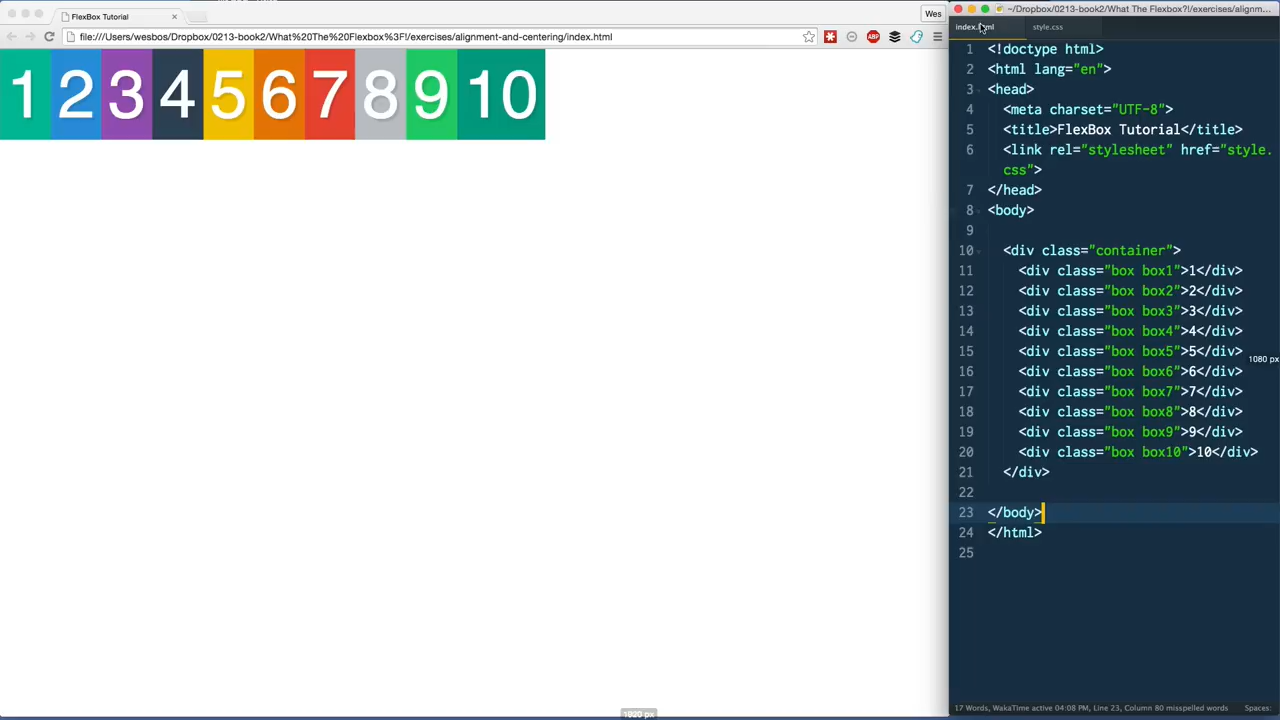 FlexBox Tutorial
Wes
file:///Users/wesbos/Dropbox/0213-book2/What%20The%20Flexbox%3F!/exercises/alignment-and-centering/index.html
ABP
1 2 3 4 5 6 7 8 9 10
~/Dropbox/0213-book2/What The Flexbox?!/exercises/alignm...
index.html style.css
1 <!doctype html>
2 <html lang="en">
3 <head>
4 <meta charset="UTF-8">
5 <title>FlexBox Tutorial</title>
6 <link rel="stylesheet" href="style.
css">
7 </head>
8 <body>
9
10 <div class="container">
11 <div class="box box1">1</div>
12 <div class="box box2">2</div>
13 <div class="box box3">3</div>
14 <div class="box box4">4</div>
15 <div class="box box5">5</div>
1080 px
16 <div class="box box6">6</div>
17 <div class="box box7">7</div>
18 <div class="box box8">8</div>
19 <div class="box box9">9</div>
20 <div class="box box10">10</div>
21 </div>
22
23 </body>
24 </html>
25
17 Words, WakaTime active 04:08 PM, Line 23, Column 80 misspelled words Spaces:
1920 px